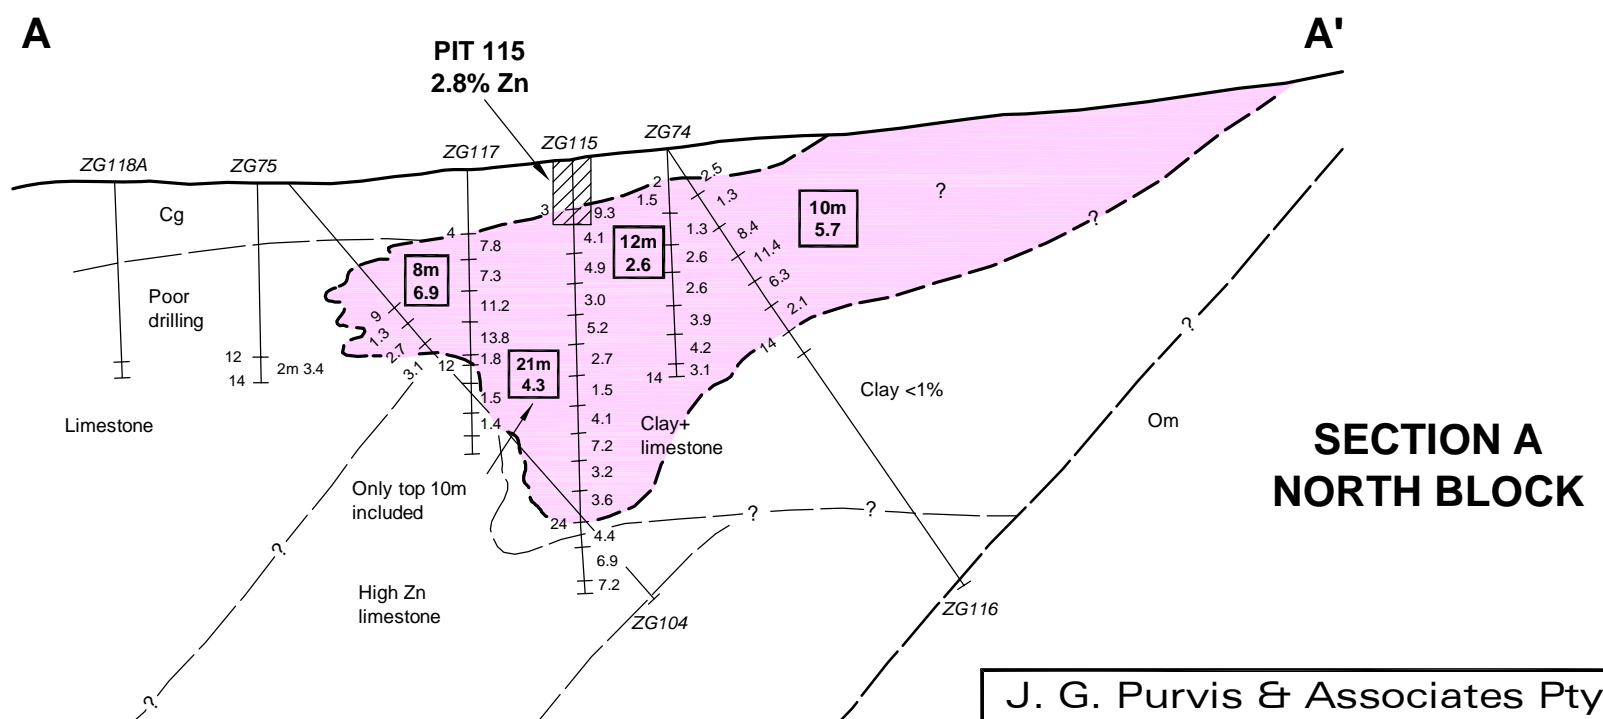 A
A'
PIT 115
2.8% Zn
ZG118A
ZG75
ZG117
ZG115
ZG74
Cg
Poor
drilling
Limestone
12
14
2m 3.4
9
1.3
2.7
3.1
8m
6.9
4
7.8
7.3
11.2
13.8
1.8
12
1.5
1.4
21m
4.3
Only top 10m
included
3
9.3
4.1
4.9
3.0
5.2
2.7
1.5
4.1
7.2
3.2
3.6
24
4.4
6.9
7.2
12m
2.6
2
1.5
1.3
2.6
2.6
3.9
4.2
3.1
14
2.5
1.3
8.4
11.4
6.3
2.1
14
10m
5.7
?
?
?
Clay+
limestone
Clay <1%
Om
?
?
?
?
High Zn
limestone
ZG104
ZG116
SECTION A
NORTH BLOCK
J. G. Purvis & Associates Pty